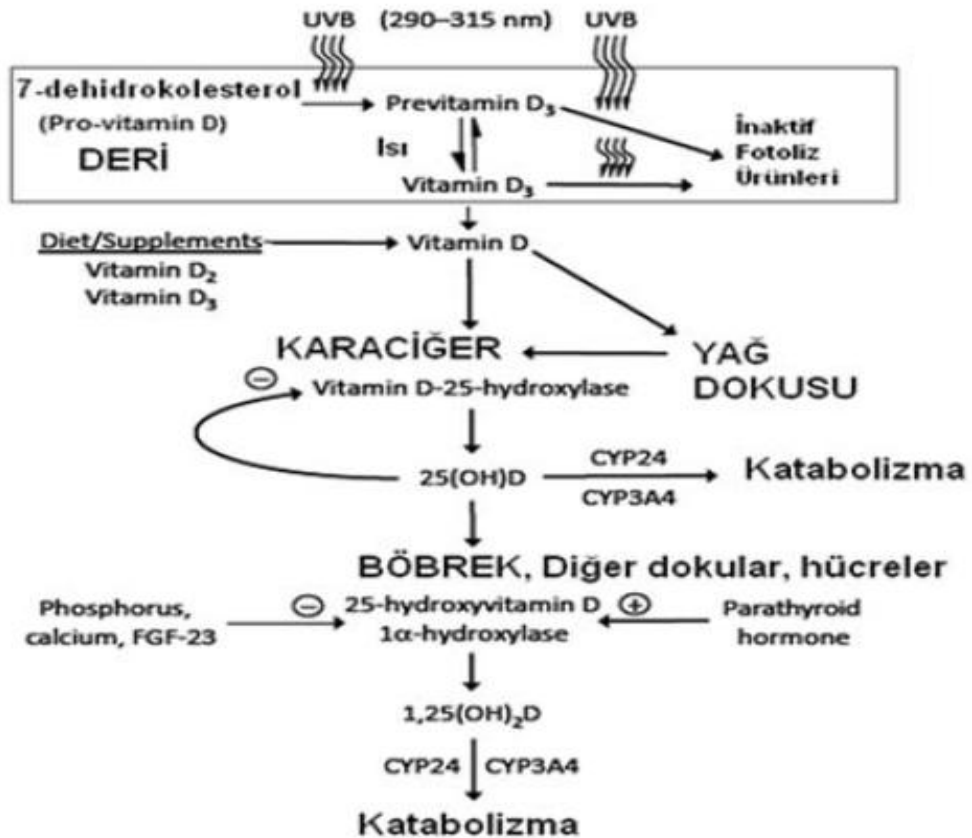 UVB (290–315 nm) UVB
7-dehidrokolesterol
(Pro-vitamin D)
DERİ
Previtamin D₃
Isı
Vitamin D₃
İnaktif
Fotoliz
Ürünleri
Diet/Supplements
Vitamin D₂
Vitamin D₃
Vitamin D
KARACİĞER
Vitamin D-25-hydroxylase
YAĞ
DOKUSU
25(OH)D
CYP24
CYP3A4
Katabolizma
BÖBREK, Diğer dokular, hücreler
Phosphorus,
calcium, FGF-23
25-hydroxyvitamin D
1α-hydroxylase
Parathyroid
hormone
1,25(OH)₂D
CYP24 CYP3A4
Katabolizma